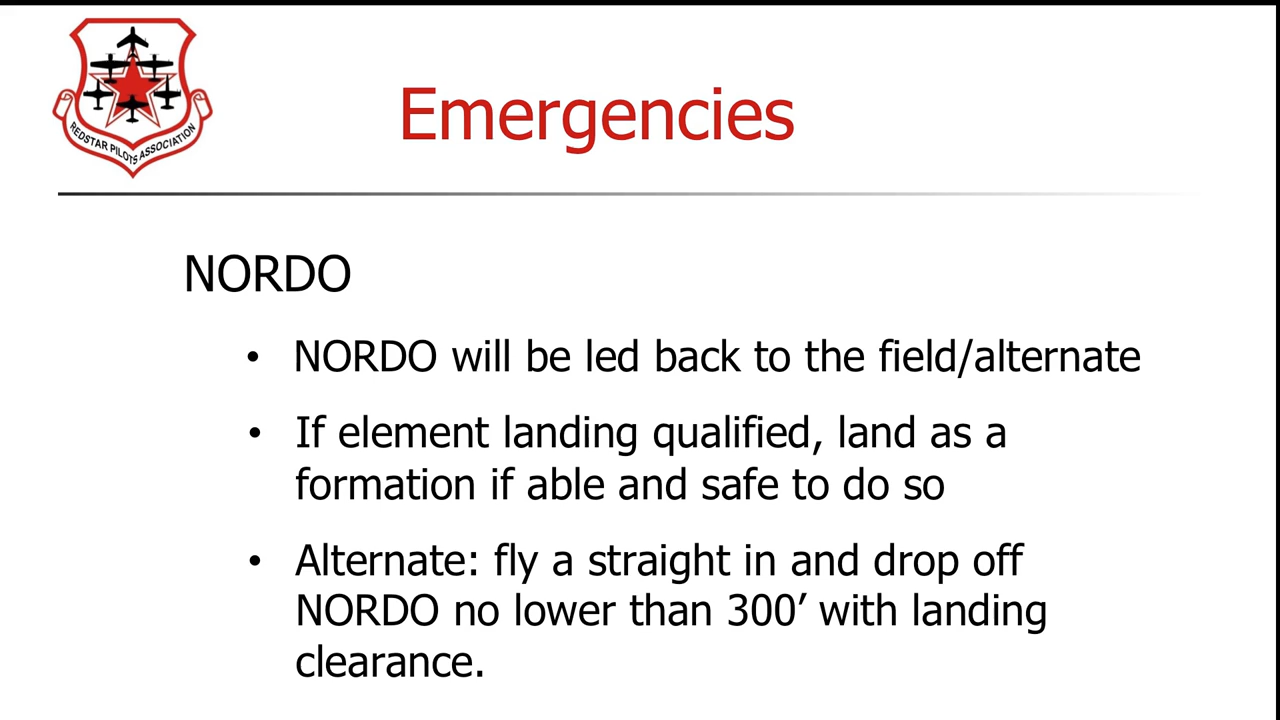 REDSTAR PILOTS ASSOCIATION
Emergencies
NORDO
• NORDO will be led back to the field/alternate
• If element landing qualified, land as a
formation if able and safe to do so
• Alternate: fly a straight in and drop off
NORDO no lower than 300’ with landing
clearance.